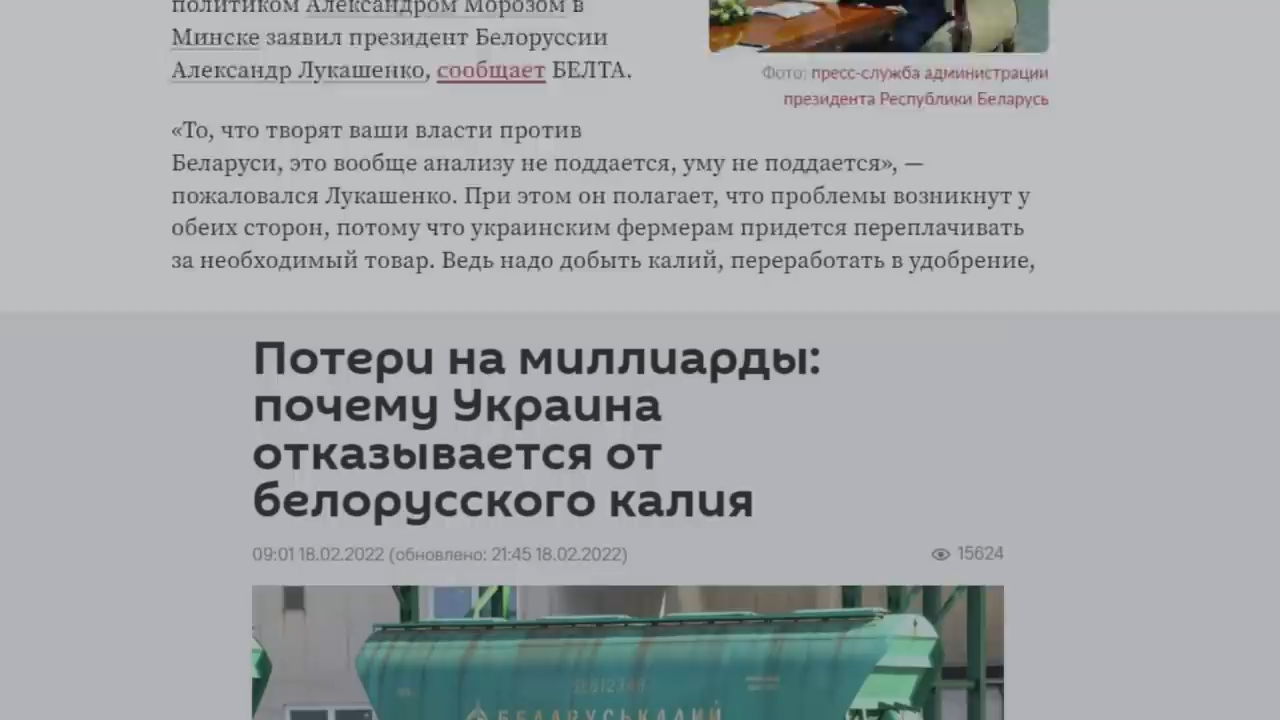 политиком Александром Морозом в
Минске заявил президент Белоруссии
Александр Лукашенко, сообщает БЕЛТА.
Фото: пресс-служба администрации
президента Республики Беларусь
«То, что творят ваши власти против
Беларуси, это вообще анализу не поддается, уму не поддается», —
пожаловался Лукашенко. При этом он полагает, что проблемы возникнут у
обеих сторон, потому что украинским фермерам придется переплачивать
за необходимый товар. Ведь надо добыть калий, переработать в удобрение,
Потери на миллиарды:
почему Украина
отказывается от
белорусского калия
09:01 18.02.2022 (обновлено: 21:45 18.02.2022)
15624
БЕЛАРУСЬКАЛИЙ